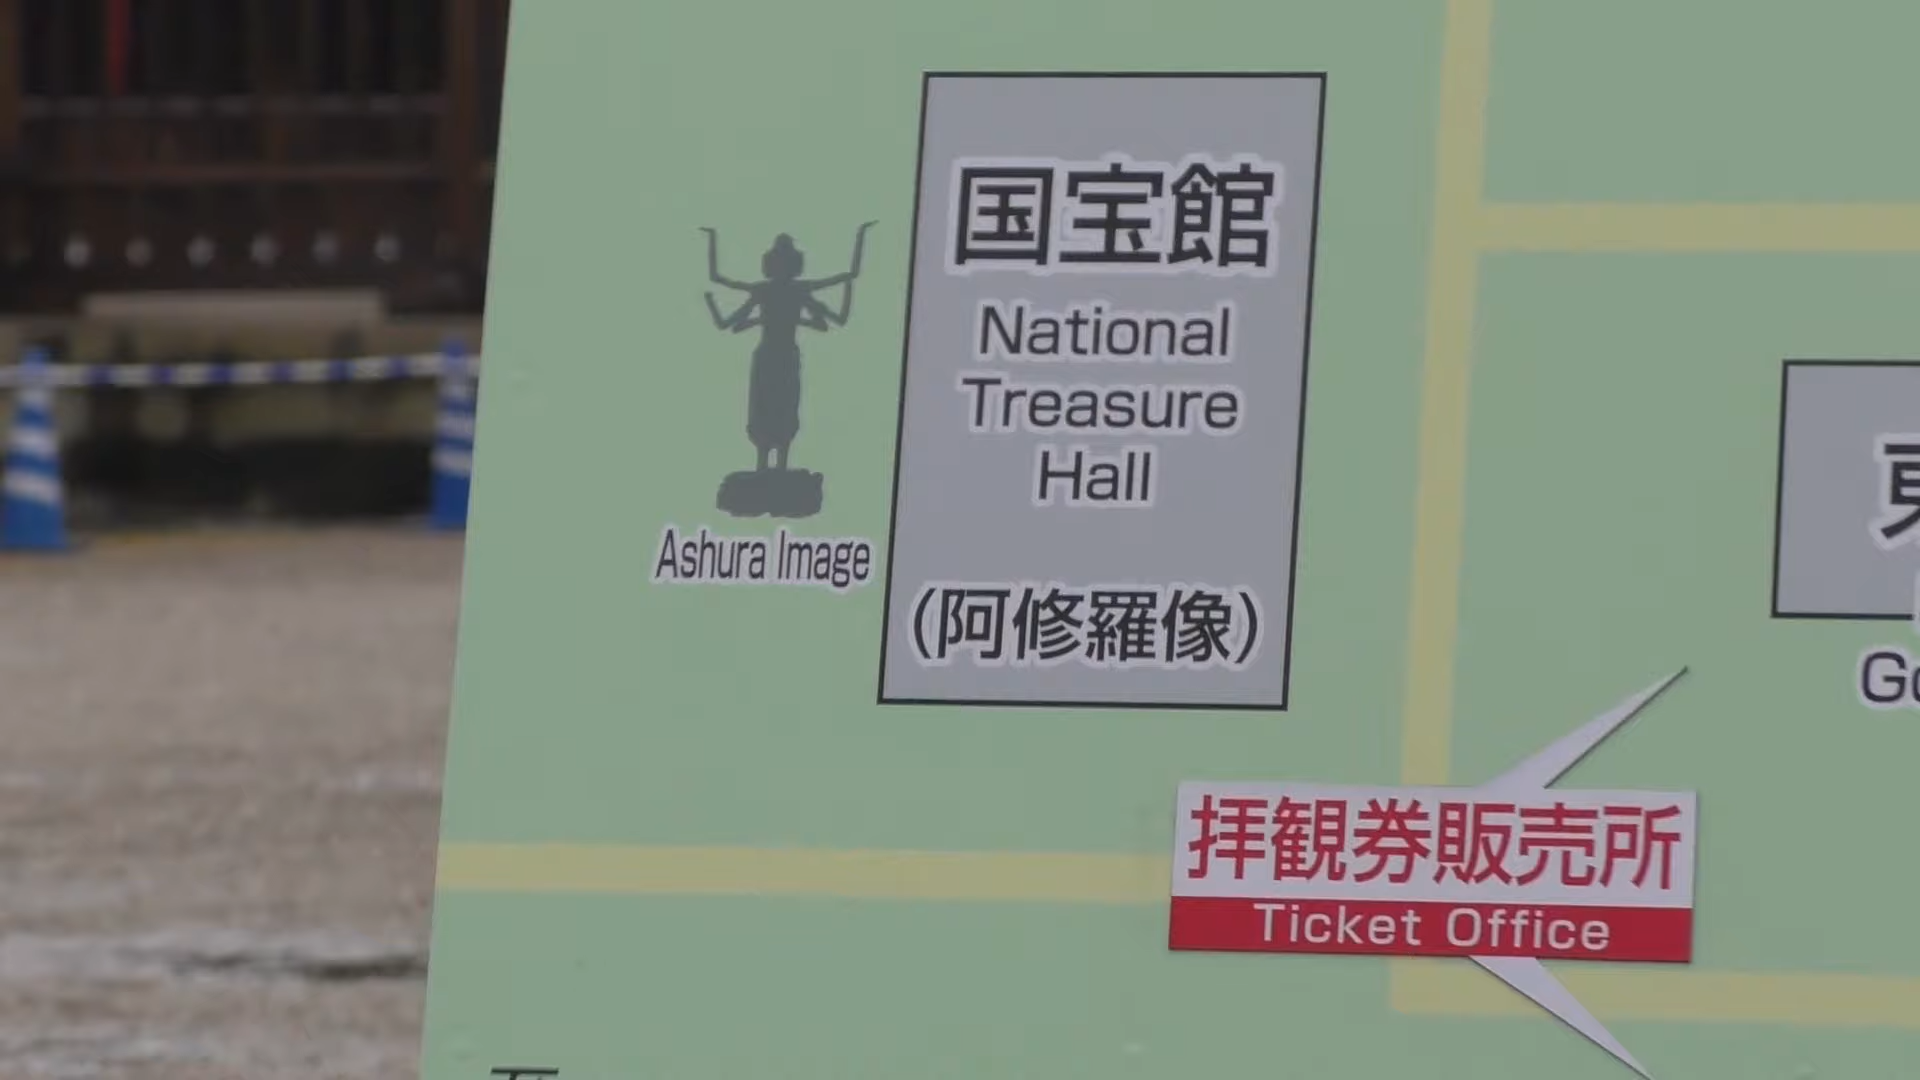 国宝館
National
Treasure
Hall
(阿修羅像)
Ashura Image
拝観券販売所
Ticket Office